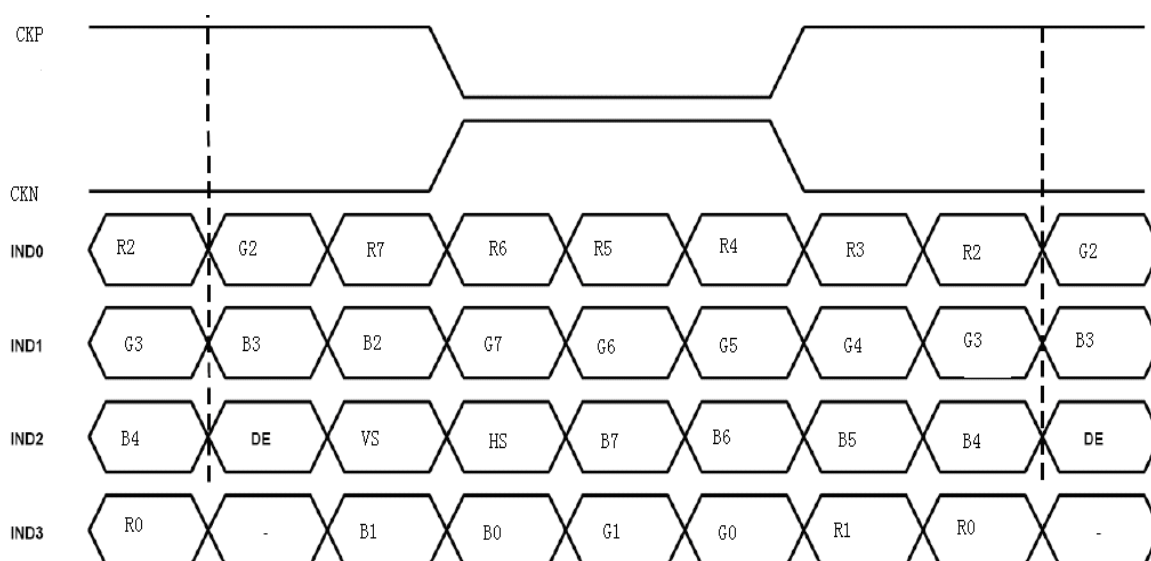 CKP
CKN
IND0 R2 G2 R7 R6 R5 R4 R3 R2 G2
IND1 G3 B3 B2 G7 G6 G5 G4 G3 B3
IND2 B4 DE VS HS B7 B6 B5 B4 DE
IND3 R0 - B1 B0 G1 G0 R1 R0 -